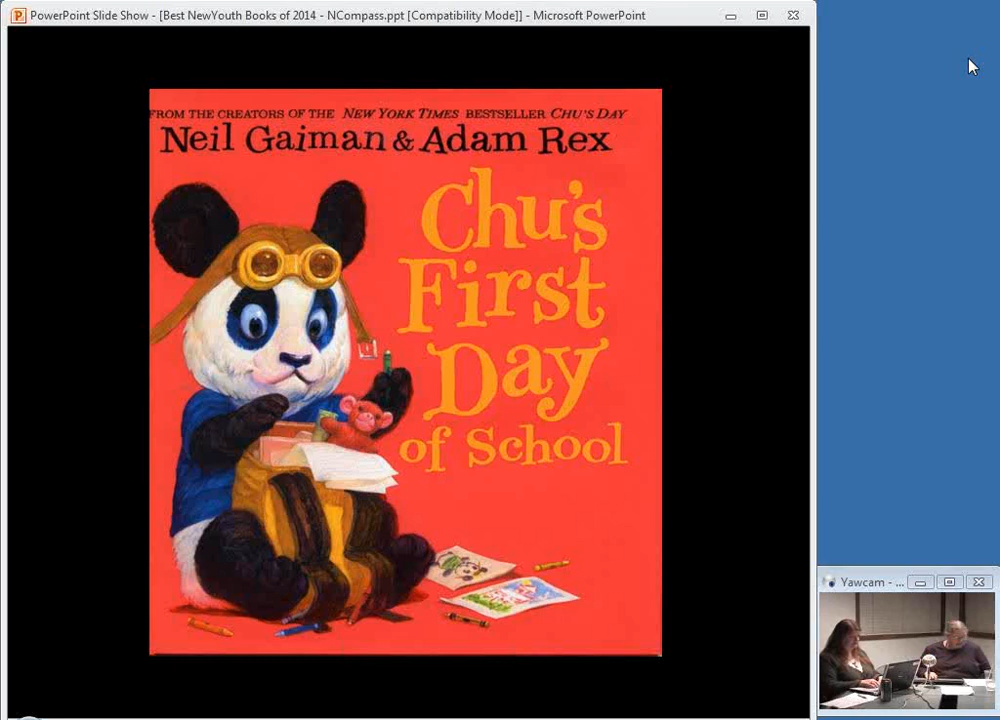 PowerPoint Slide Show - [Best NewYouth Books of 2014 - NCompass.ppt [Compatibility Mode]] - Microsoft PowerPoint
FROM THE CREATORS OF THE NEW YORK TIMES BESTSELLER CHU'S DAY
Neil Gaiman & Adam Rex
Chu's
First
Day
of School
Yawcam - ...